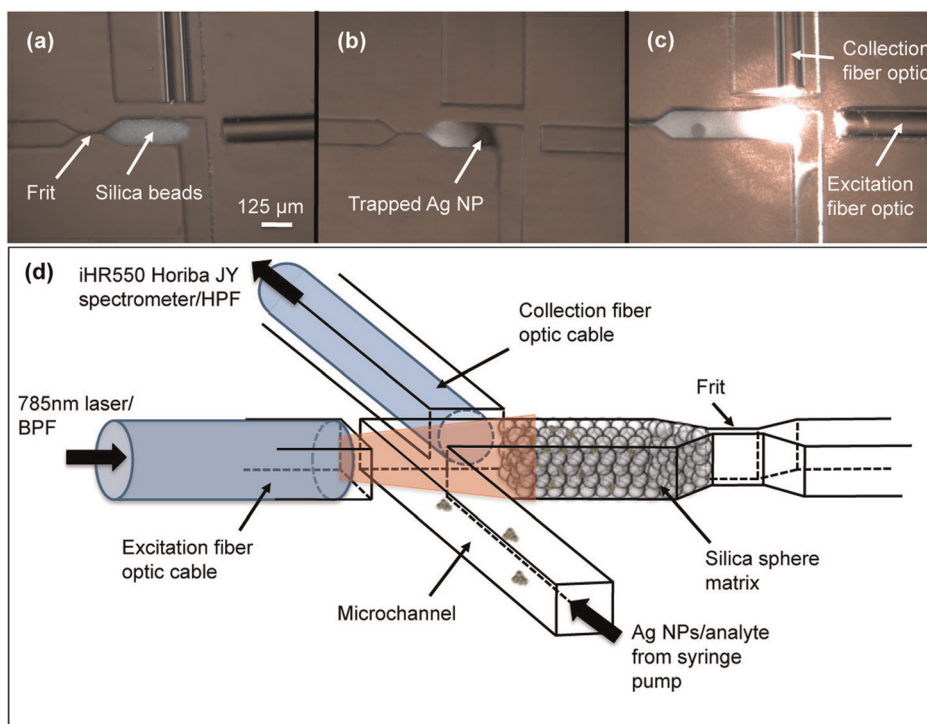 (a)
Frit
Silica beads
125 µm
(b)
Trapped Ag NP
(c)
Collection
fiber optic
Excitation
fiber optic
(d)
iHR550 Horiba JY
spectrometer/HPF
Collection fiber
optic cable
785nm laser/
BPF
Frit
Excitation fiber
optic cable
Microchannel
Silica sphere
matrix
Ag NPs/analyte
from syringe
pump